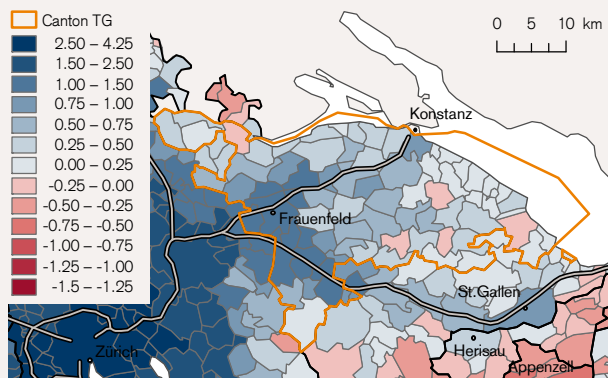 Canton TG
2.50 – 4.25
1.50 – 2.50
1.00 – 1.50
0.75 – 1.00
0.50 – 0.75
0.25 – 0.50
0.00 – 0.25
-0.25 – 0.00
-0.50 – -0.25
-0.75 – -0.50
-1.00 – -0.75
-1.25 – -1.00
-1.5 – -1.25
0 5 10 km
Konstanz
Frauenfeld
St.Gallen
Zürich
Herisau
Appenzell